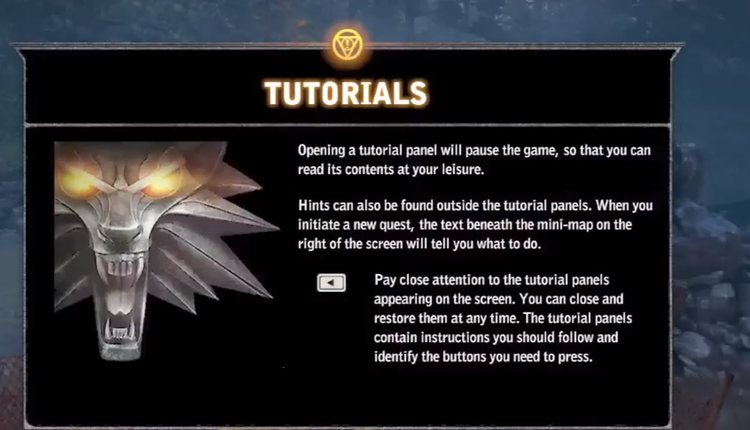 TUTORIALS
Opening a tutorial panel will pause the game, so that you can
read its contents at your leisure.
Hints can also be found outside the tutorial panels. When you
initiate a new quest, the text beneath the mini-map on the
right of the screen will tell you what to do.
Pay close attention to the tutorial panels
appearing on the screen. You can close and
restore them at any time. The tutorial panels
contain instructions you should follow and
identify the buttons you need to press.